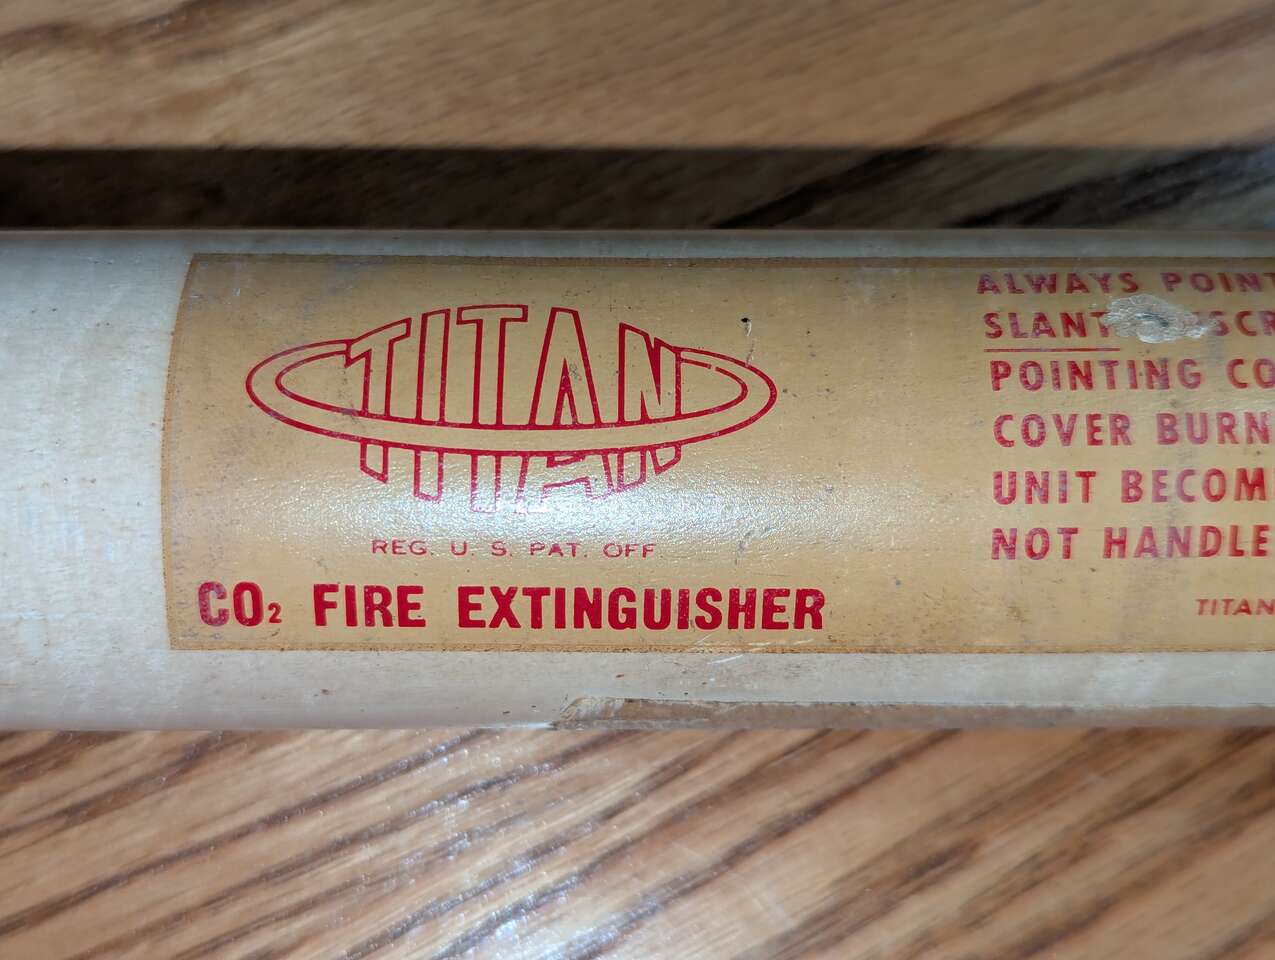 TITAN
REG. U. S. PAT. OFF.
CO₂ FIRE EXTINGUISHER
ALWAYS POINT
SLANT
POINTING CO
COVER BURN
UNIT BECOM
NOT HANDLE
TITAN